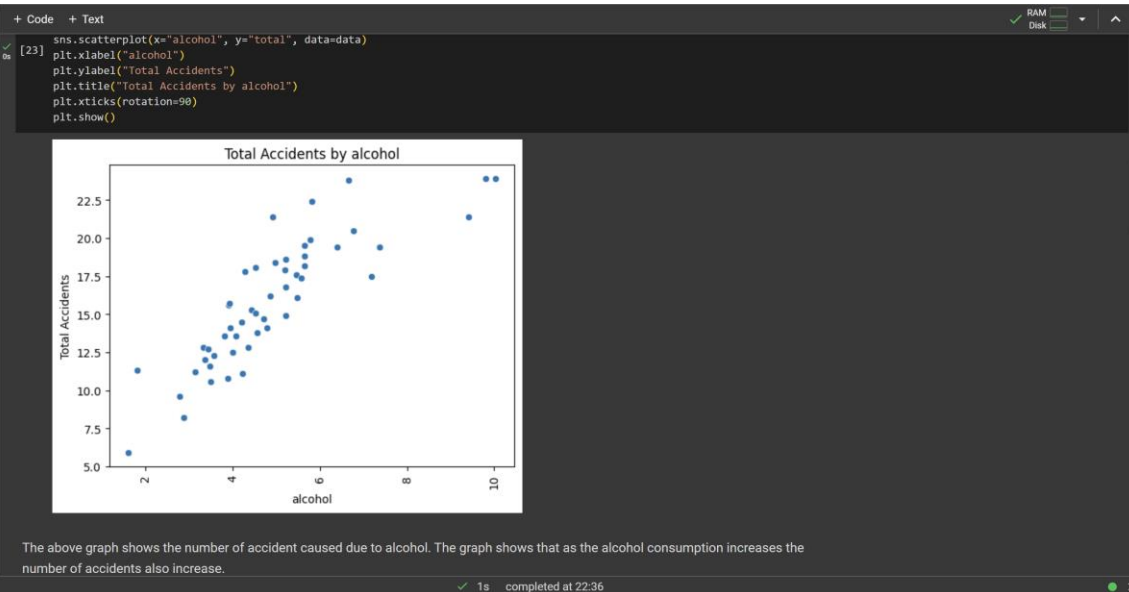 + Code + Text
RAM
Disk
0s
[23]
sns.scatterplot(x="alcohol", y="total", data=data)
plt.xlabel("alcohol")
plt.ylabel("Total Accidents")
plt.title("Total Accidents by alcohol")
plt.xticks(rotation=90)
plt.show()
Total Accidents by alcohol
22.5
20.0
17.5
15.0
12.5
10.0
7.5
5.0
Total Accidents
2 4 6 8 10
alcohol
The above graph shows the number of accident caused due to alcohol. The graph shows that as the alcohol consumption increases the
number of accidents also increase.
1s completed at 22:36